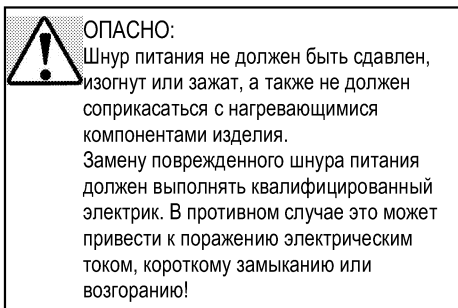 ОПАСНО:
Шнур питания не должен быть сдавлен,
изогнут или зажат, а также не должен
соприкасаться с нагревающимися
компонентами изделия.
Замену поврежденного шнура питания
должен выполнять квалифицированный
электрик. В противном случае это может
привести к поражению электрическим
током, короткому замыканию или
возгоранию!